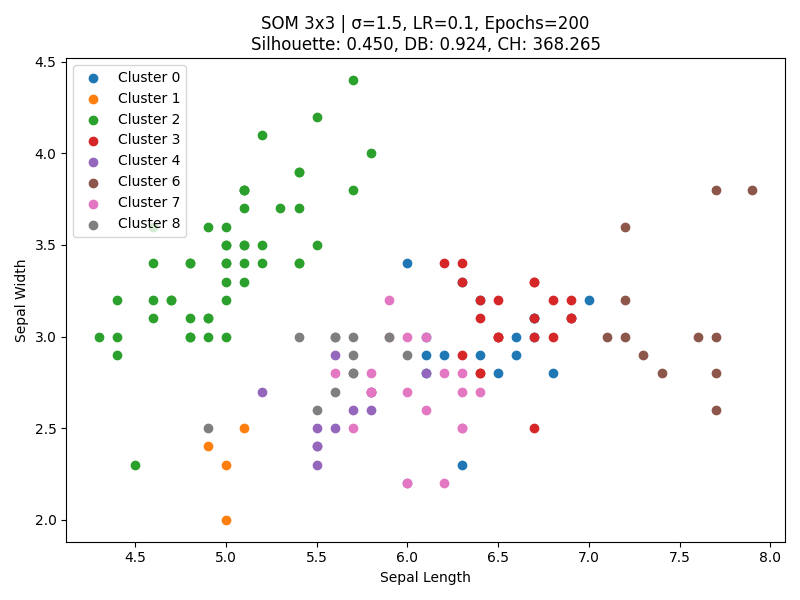 SOM 3x3 | σ=1.5, LR=0.1, Epochs=200
Silhouette: 0.450, DB: 0.924, CH: 368.265
Cluster 0
Cluster 1
Cluster 2
Cluster 3
Cluster 4
Cluster 6
Cluster 7
Cluster 8
Sepal Width
4.5
4.0
3.5
3.0
2.5
2.0
4.5 5.0 5.5 6.0 6.5 7.0 7.5 8.0
Sepal Length